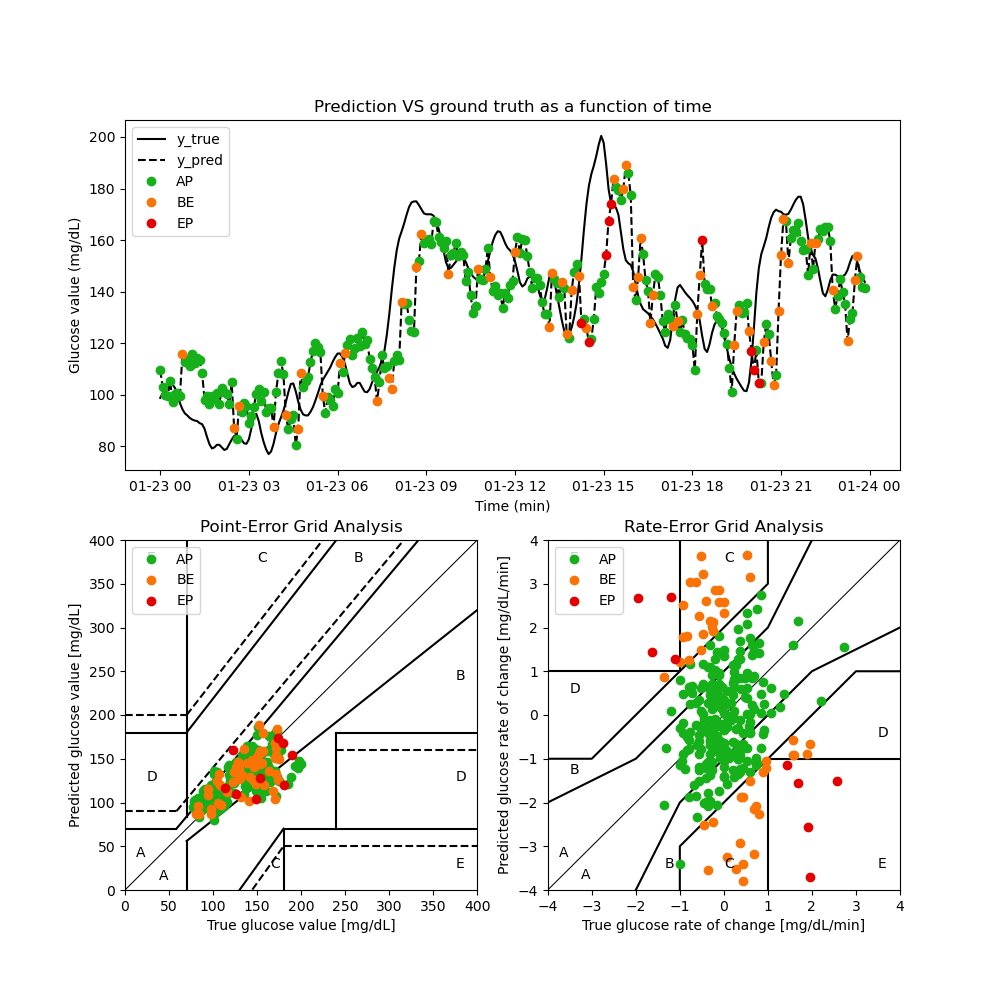 Prediction VS ground truth as a function of time
Glucose value (mg/dL)
200
180
160
140
120
100
80
y_true
y_pred
AP
BE
EP
01-23 00 01-23 03 01-23 06 01-23 09 01-23 12 01-23 15 01-23 18 01-23 21 01-24 00
Time (min)
Point-Error Grid Analysis
Predicted glucose value [mg/dL]
400
350
300
250
200
150
100
50
0
AP
BE
EP
C
B
B
D
D
A
A
C
E
0 50 100 150 200 250 300 350 400
True glucose value [mg/dL]
Rate-Error Grid Analysis
Predicted glucose rate of change [mg/dL/min]
4
3
2
1
0
−1
−2
−3
−4
AP
BE
EP
C
D
D
B
A
A
B
C
E
−4 −3 −2 −1 0 1 2 3 4
True glucose rate of change [mg/dL/min]